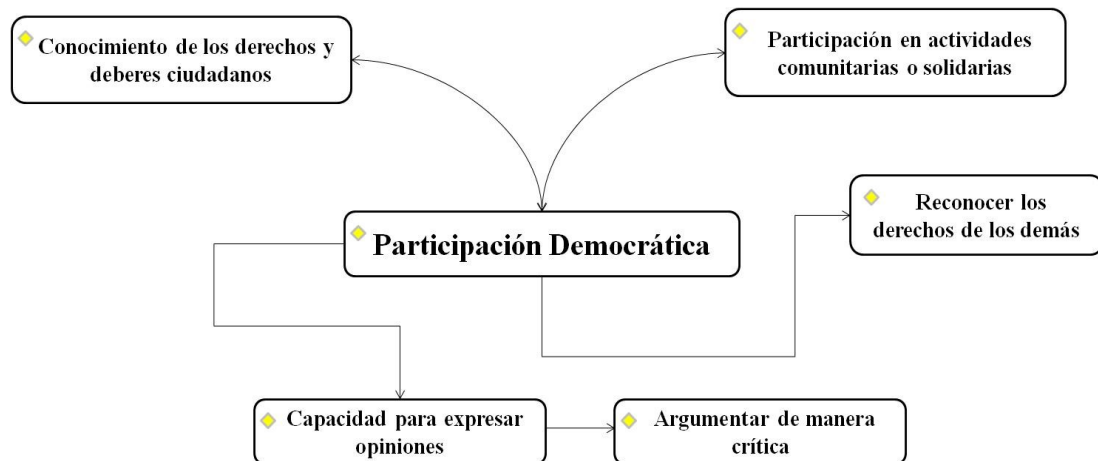 Conocimiento de los derechos y
deberes ciudadanos
Participación en actividades
comunitarias o solidarias
Reconocer los
derechos de los demás
Participación Democrática
Capacidad para expresar
opiniones
Argumentar de manera
crítica